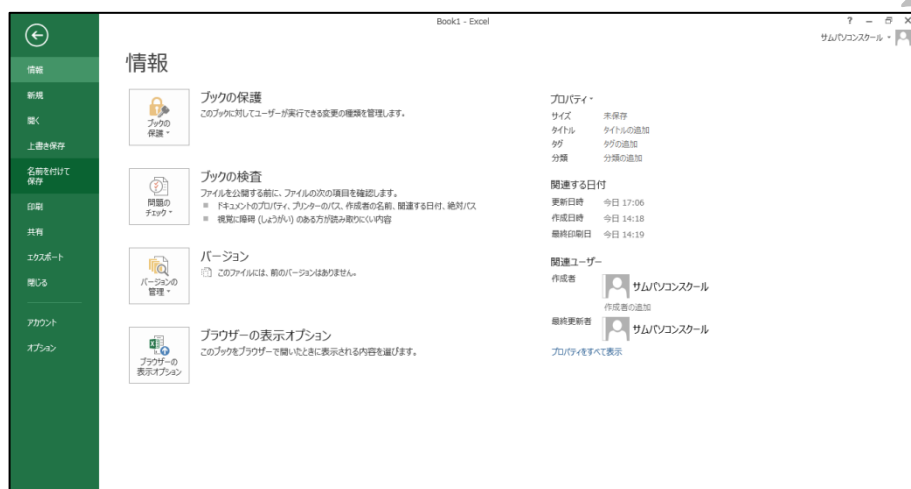 Book1 - Excel
?
サムパソコンスクール
情報
新規
開く
上書き保存
名前を付けて
保存
印刷
共有
エクスポート
閉じる
アカウント
オプション
情報
ブックの
保護
ブックの保護
このブックに対してユーザーが実行できる変更の種類を管理します。
問題の
チェック
ブックの検査
ファイルを公開する前に、ファイルの次の項目を確認します。
ドキュメントのプロパティ、プリンターのパス、作成者の名前、関連する日付、絶対パス
視覚に障碍 (しょうがい) のある方が読み取りにくい内容
バージョンの
管理
バージョン
このファイルには、前のバージョンはありません。
ブラウザーの
表示オプション
ブラウザーの表示オプション
このブックをブラウザーで開いたときに表示される内容を選びます。
プロパティ
サイズ 未保存
タイトル タイトルの追加
タグ タグの追加
分類 分類の追加
関連する日付
更新日時 今日 17:06
作成日時 今日 14:18
最終印刷日 今日 14:19
関連ユーザー
作成者 サムパソコンスクール
作成者の追加
最終更新者 サムパソコンスクール
プロパティをすべて表示